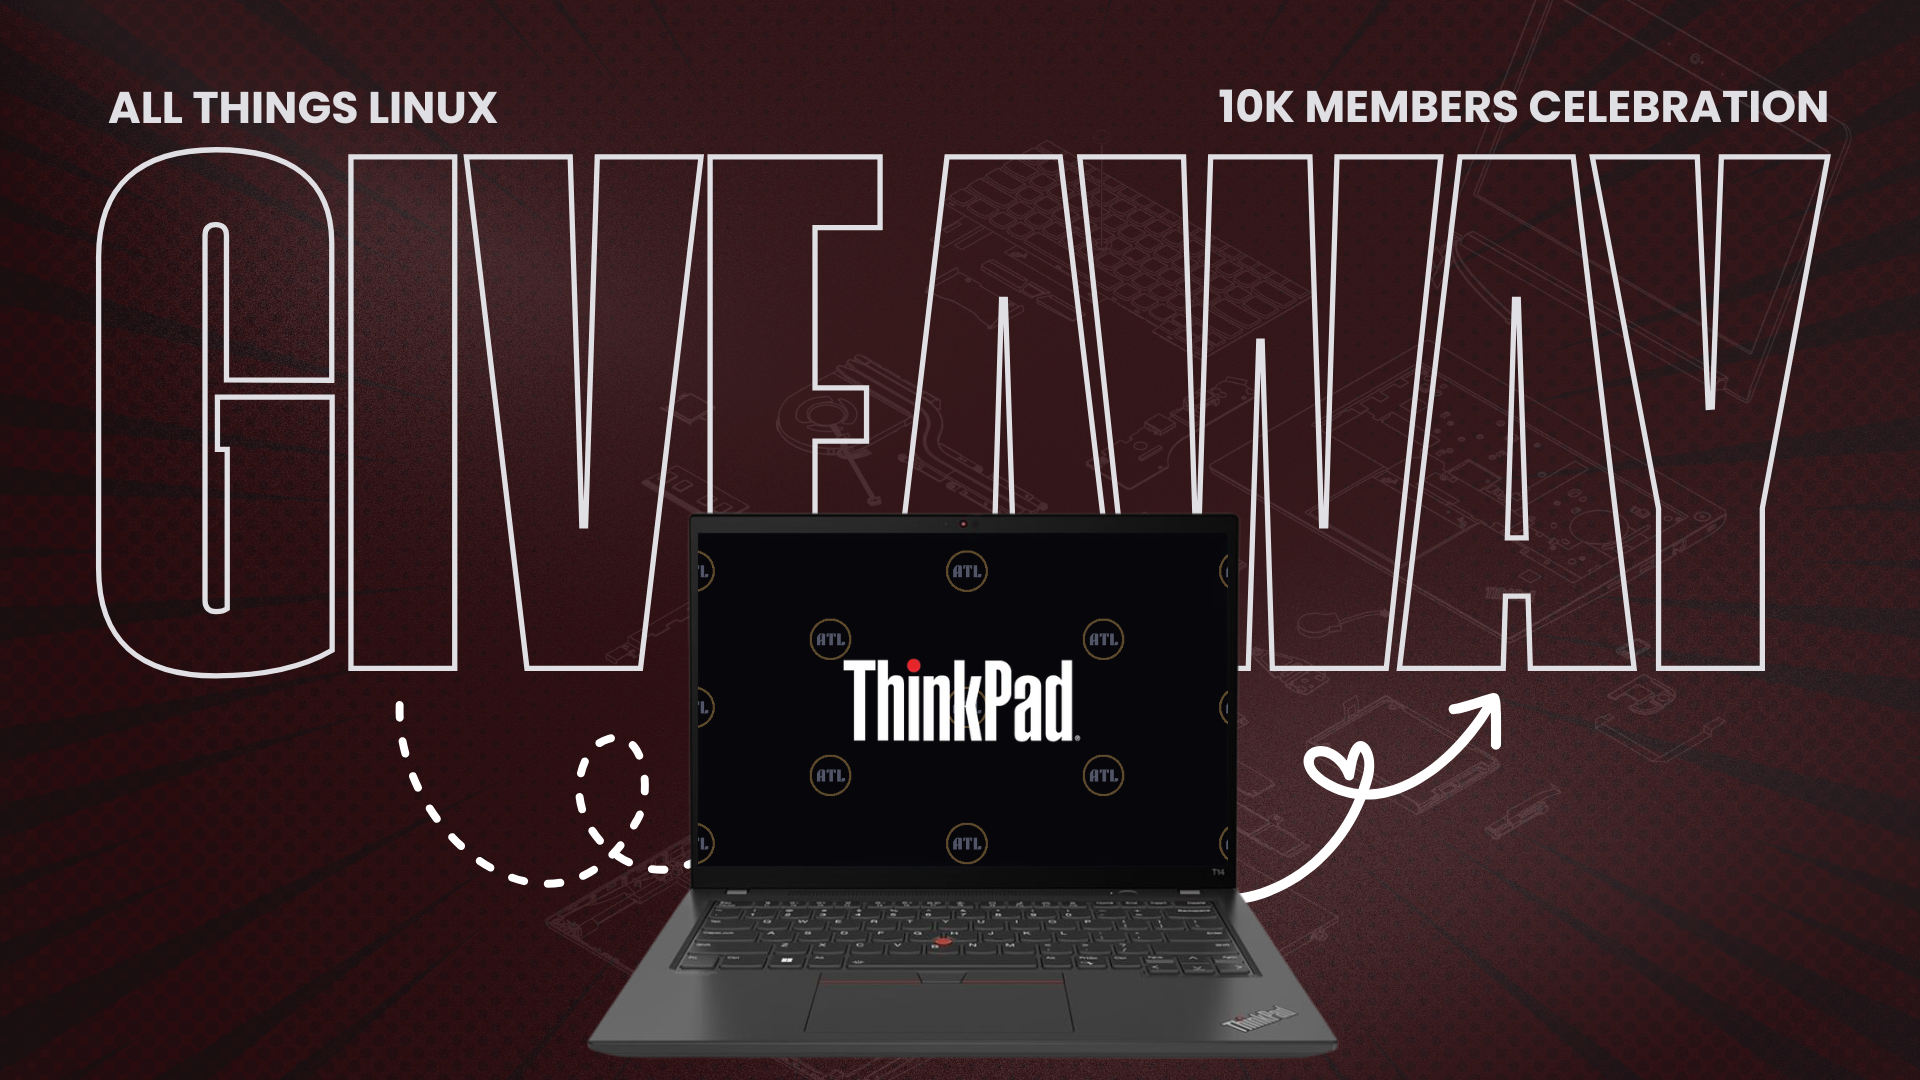 ALL THINGS LINUX
10K MEMBERS CELEBRATION
GIVEAWAY
ATL
ATL ATL
ThinkPad
ATL ATL
ATL
T14
ThinkPad